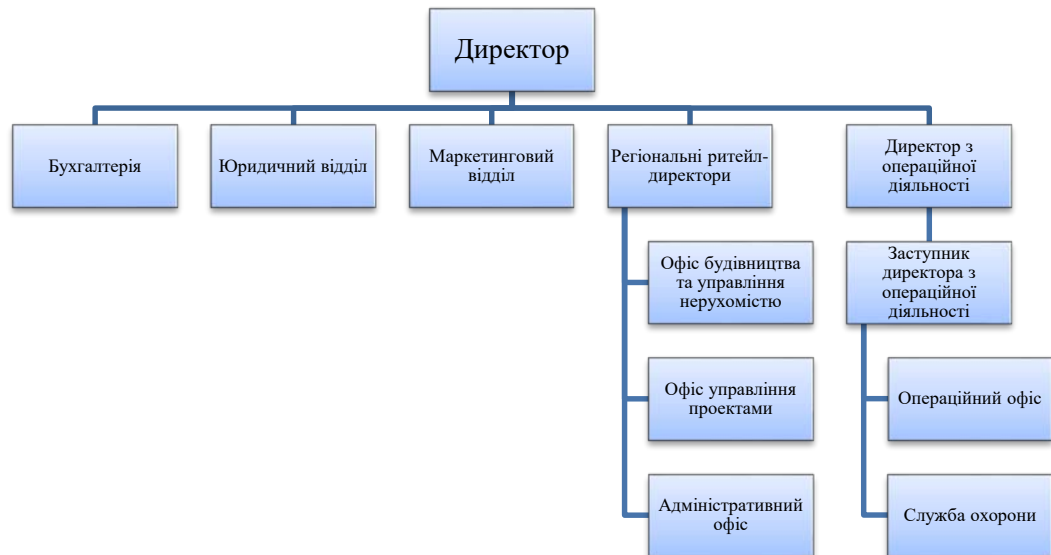 Директор
Бухгалтерія
Юридичний відділ
Маркетинговий
відділ
Регіональні ритейл-
директори
Директор з
операційної
діяльності
Офіс будівництва
та управління
нерухомістю
Заступник
директора з
операційної
діяльності
Офіс управління
проектами
Операційний офіс
Адміністративний
офіс
Служба охорони